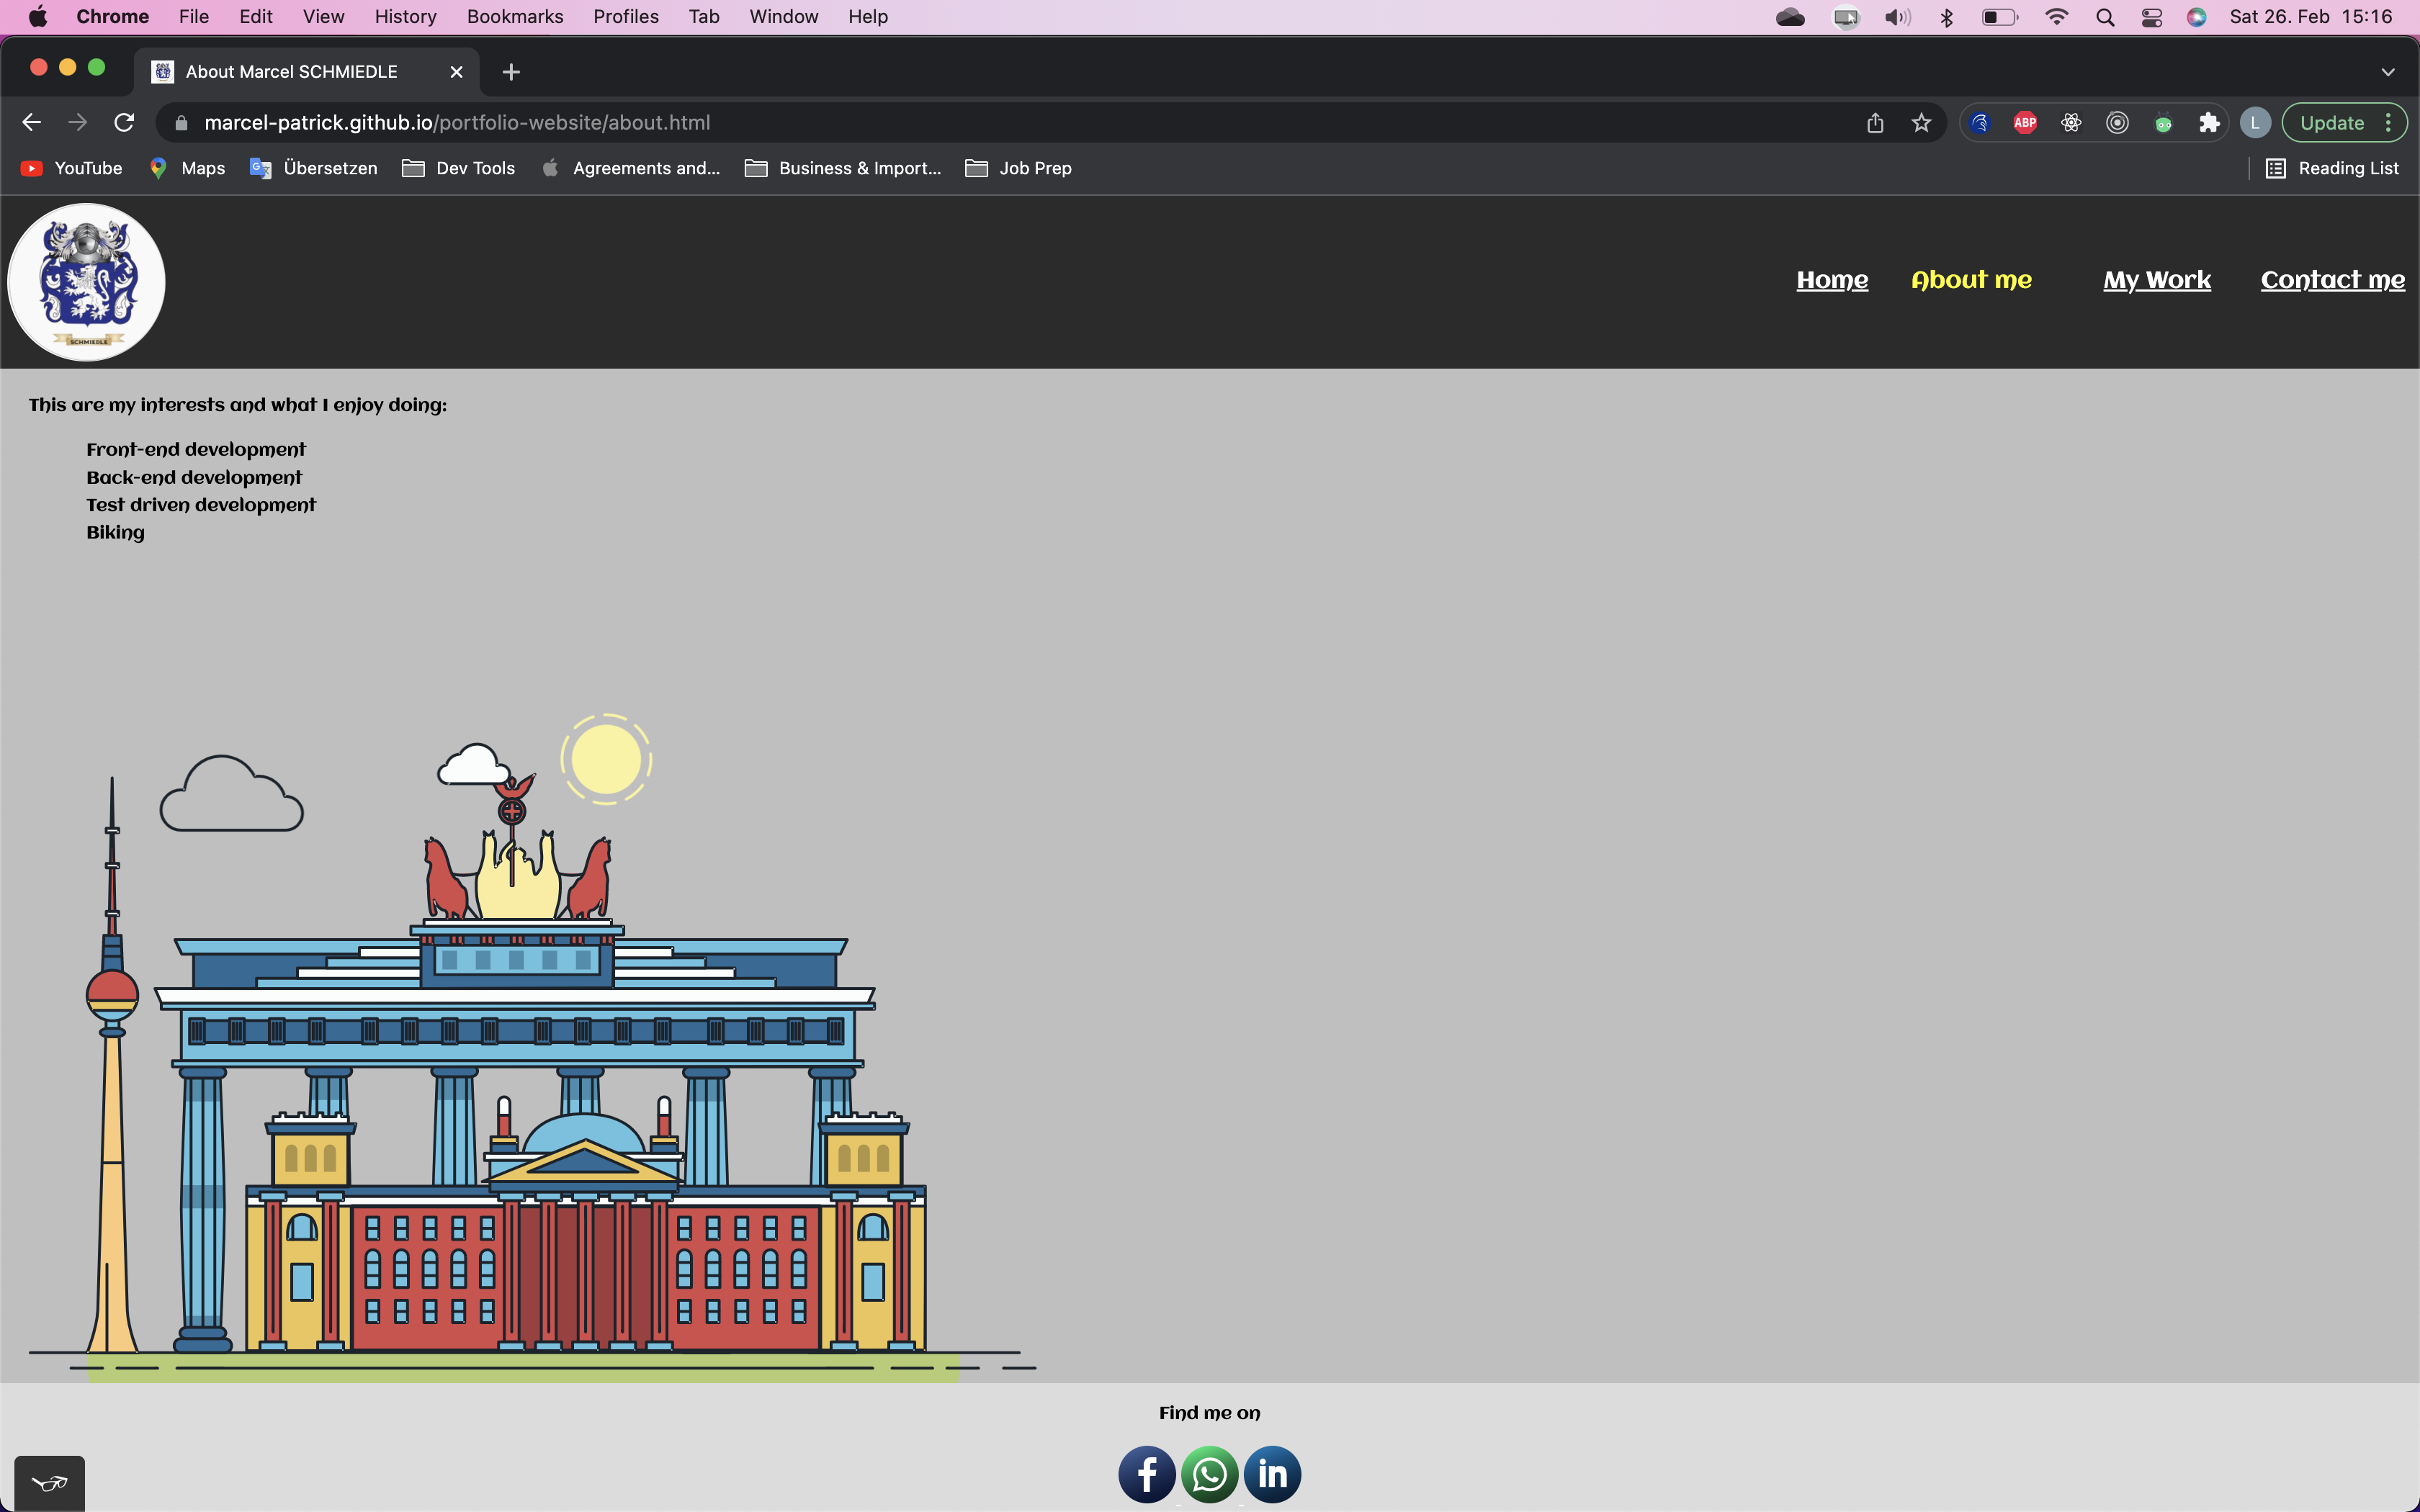 Chrome File Edit View History Bookmarks Profiles Tab Window Help Sat 26. Feb 15:16
About Marcel SCHMIEDLE
marcel-patrick.github.io/portfolio-website/about.html
ABP
L
Update
YouTube Maps Übersetzen Dev Tools Agreements and... Business & Import... Job Prep Reading List
SCHMIEDLE
Home About me My Work Contact me
This are my interests and what I enjoy doing:
Front-end development
Back-end development
Test driven development
Biking
Find me on
f in